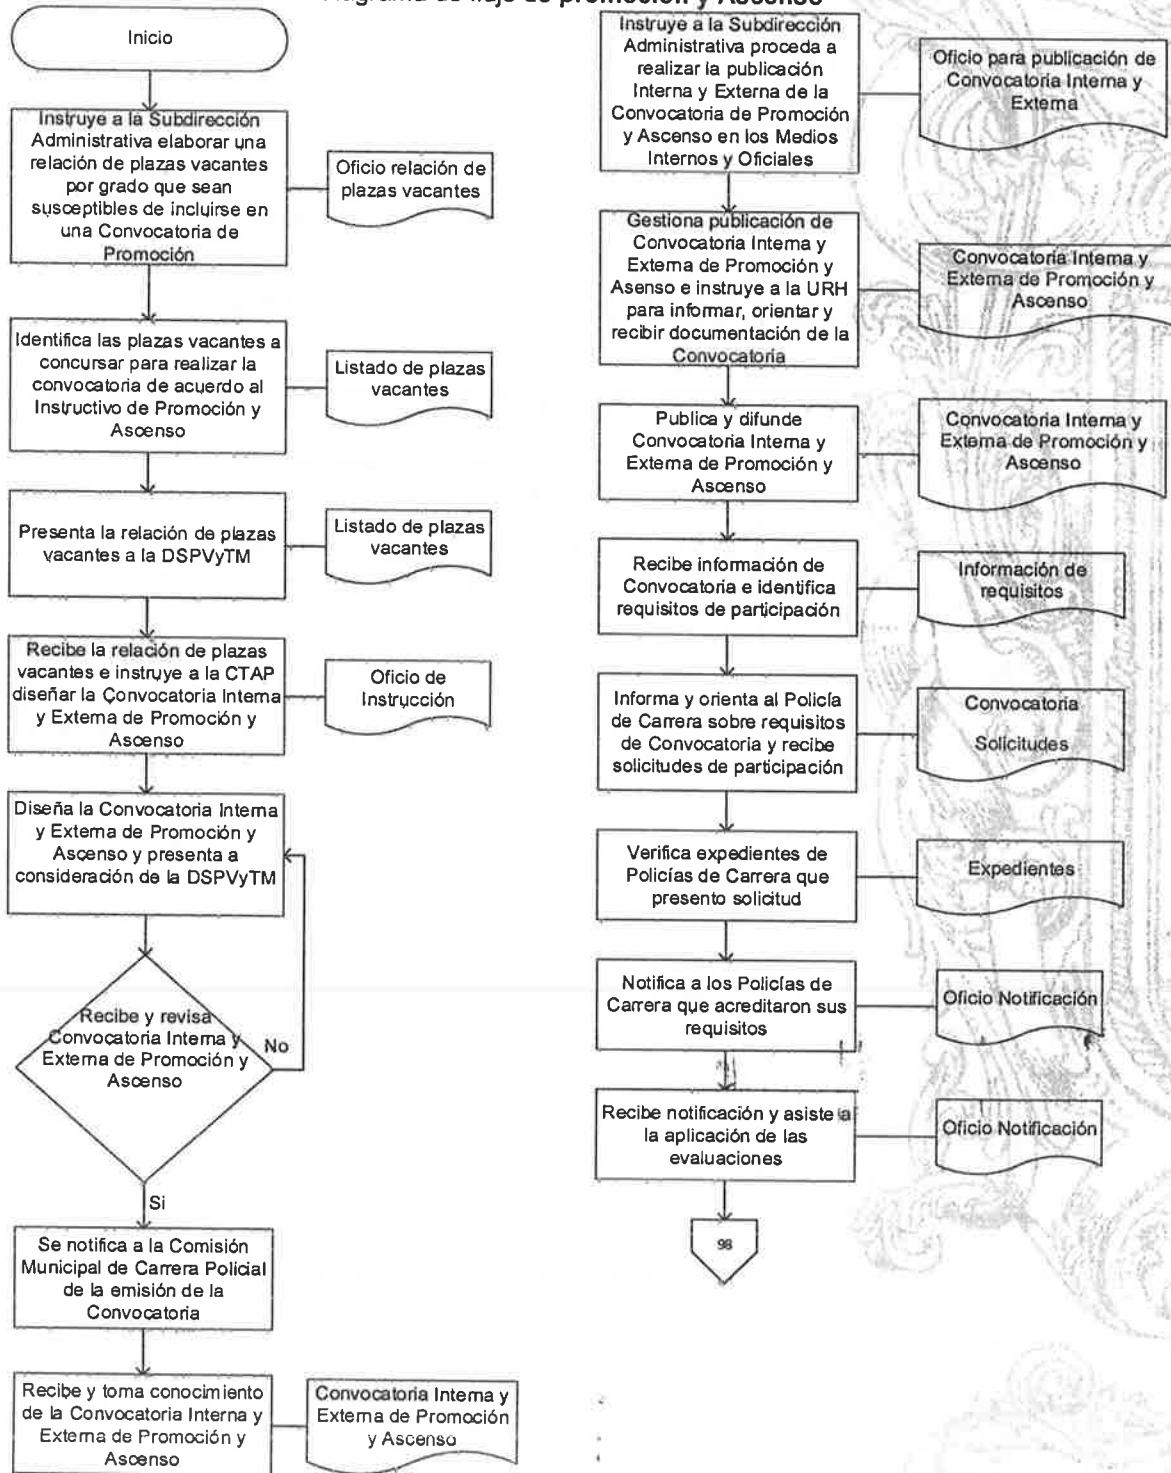 Diagrama de flujo de promoción y Ascenso
Inicio
Instruye a la Subdirección
Administrativa elaborar una
relación de plazas vacantes
por grado que sean
susceptibles de incluirse en
una Convocatoria de
Promoción
Oficio relación de
plazas vacantes
Identifica las plazas vacantes a
concursar para realizar la
convocatoria de acuerdo al
Instructivo de Promoción y
Ascenso
Listado de plazas
vacantes
Presenta la relación de plazas
vacantes a la DSPVyTM
Listado de plazas
vacantes
Recibe la relación de plazas
vacantes e instruye a la CTAP
diseñar la Convocatoria Interna
y Externa de Promoción y
Ascenso
Oficio de
Instrucción
Diseña la Convocatoria Interna
y Externa de Promoción y
Ascenso y presenta a
consideración de la DSPVyTM
Recibe y revisa
Convocatoria Interna y
Externa de Promoción y
Ascenso
No
Si
Se notifica a la Comisión
Municipal de Carrera Policial
de la emisión de la
Convocatoria
Recibe y toma conocimiento
de la Convocatoria Interna y
Externa de Promoción y
Ascenso
Convocatoria Interna y
Externa de Promoción
y Ascenso
Instruye a la Subdirección
Administrativa proceda a
realizar la publicación
Interna y Externa de la
Convocatoria de Promoción
y Ascenso en los Medios
Internos y Oficiales
Oficio para publicación de
Convocatoria Interna y
Externa
Gestiona publicación de
Convocatoria Interna y
Externa de Promoción y
Asenso e instruye a la URH
para informar, orientar y
recibir documentación de la
Convocatoria
Convocatoria Interna y
Externa de Promoción y
Ascenso
Publica y difunde
Convocatoria Interna y
Externa de Promoción y
Ascenso
Convocatoria Interna y
Externa de Promoción y
Ascenso
Recibe información de
Convocatoria e identifica
requisitos de participación
Información de
requisitos
Informa y orienta al Policía
de Carrera sobre requisitos
de Convocatoria y recibe
solicitudes de participación
Convocatoria
Solicitudes
Verifica expedientes de
Policías de Carrera que
presento solicitud
Expedientes
Notifica a los Policías de
Carrera que acreditaron sus
requisitos
Oficio Notificación
Recibe notificación y asiste a
la aplicación de las
evaluaciones
Oficio Notificación
98